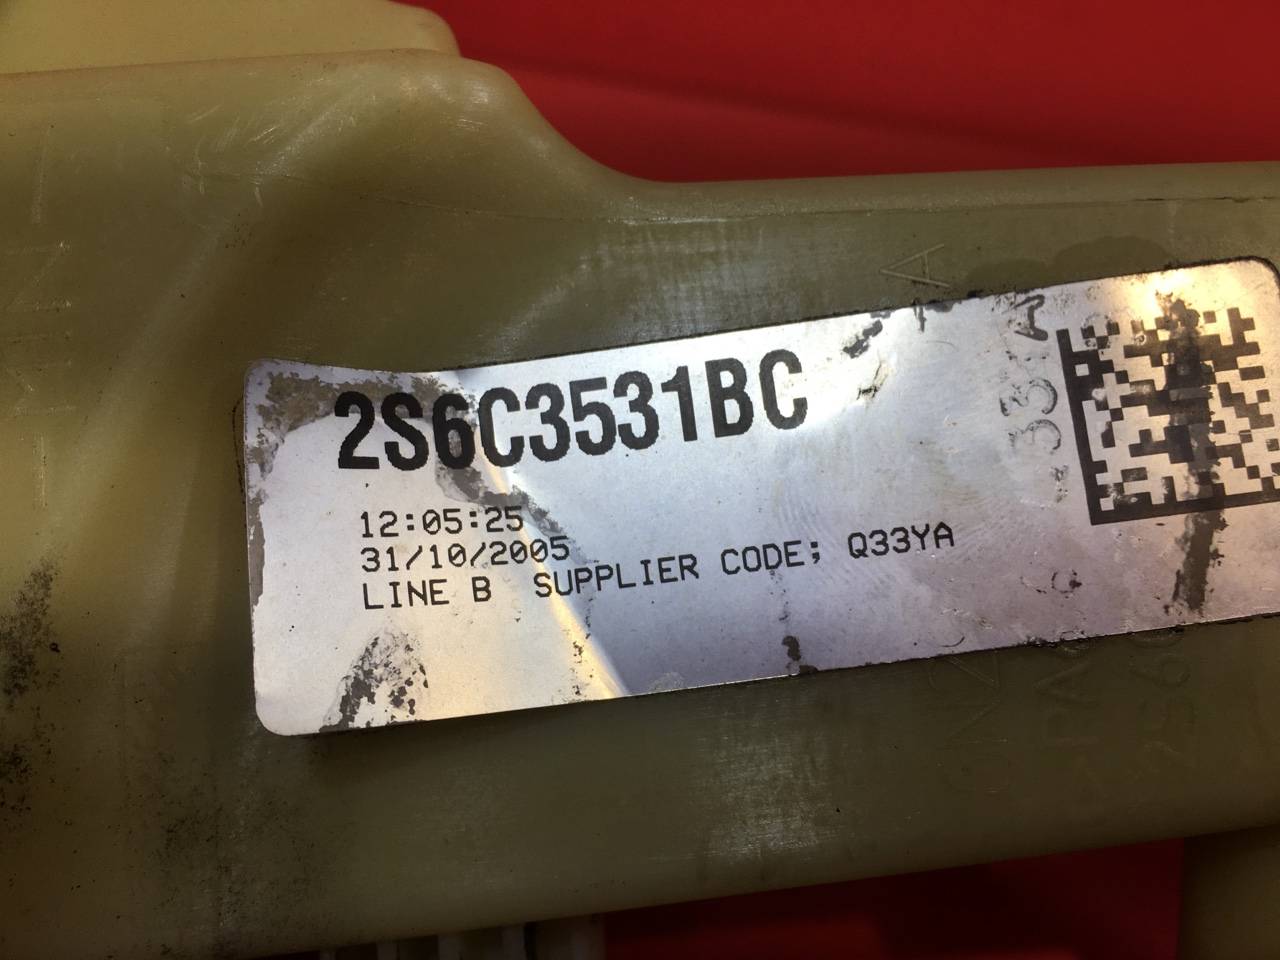 2S6C3531BC
12:05:25
31/10/2005
LINE B SUPPLIER CODE; Q33YA
A